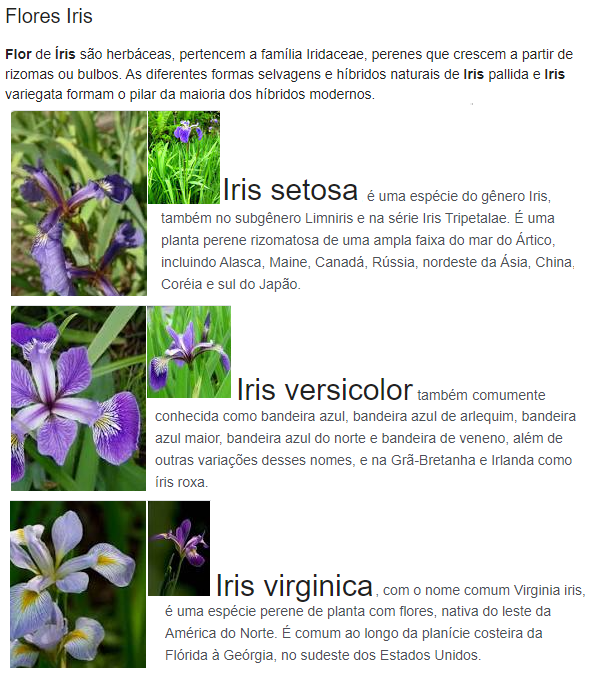 Flores Iris
Flor de Íris são herbáceas, pertencem a família Iridaceae, perenes que crescem a partir de
rizomas ou bulbos. As diferentes formas selvagens e híbridos naturais de Iris pallida e Iris
variegata formam o pilar da maioria dos híbridos modernos.
Iris setosa é uma espécie do gênero Iris,
também no subgênero Limniris e na série Iris Tripetalae. É uma
planta perene rizomatosa de uma ampla faixa do mar do Ártico,
incluindo Alasca, Maine, Canadá, Rússia, nordeste da Ásia, China,
Coréia e sul do Japão.
Iris versicolor também comumente
conhecida como bandeira azul, bandeira azul de arlequim, bandeira
azul maior, bandeira azul do norte e bandeira de veneno, além de
outras variações desses nomes, e na Grã-Bretanha e Irlanda como
íris roxa.
Iris virginica , com o nome comum Virginia iris,
é uma espécie perene de planta com flores, nativa do leste da
América do Norte. É comum ao longo da planície costeira da
Flórida à Geórgia, no sudeste dos Estados Unidos.